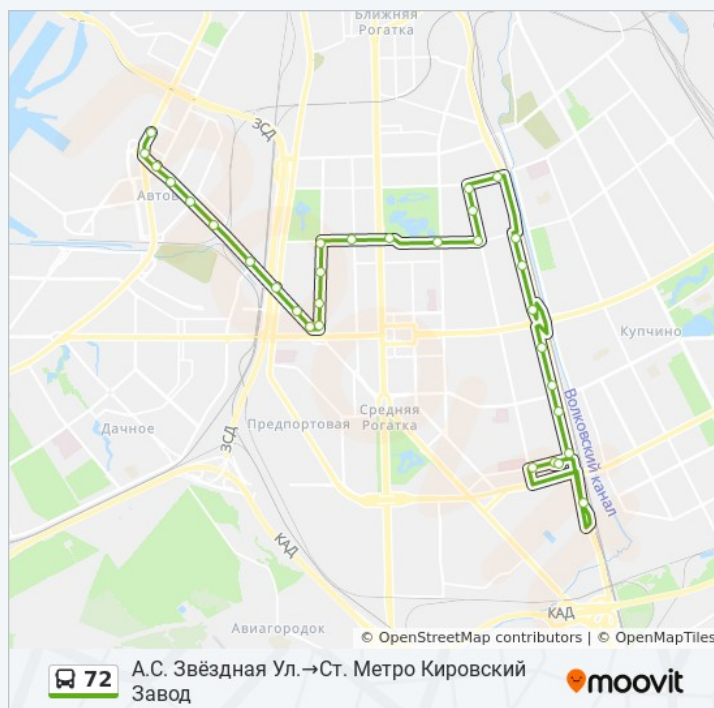 Ближняя
Рогатка
ЗСД
Автов
Купчино
Средняя
Рогатка
Предпортовая
Дачное
ЗСД
Волковский канал
КАД
КАД
Авиагородок
© OpenStreetMap contributors | © OpenMapTiles
72
А.С. Звёздная Ул.→Ст. Метро Кировский
Завод
moovit